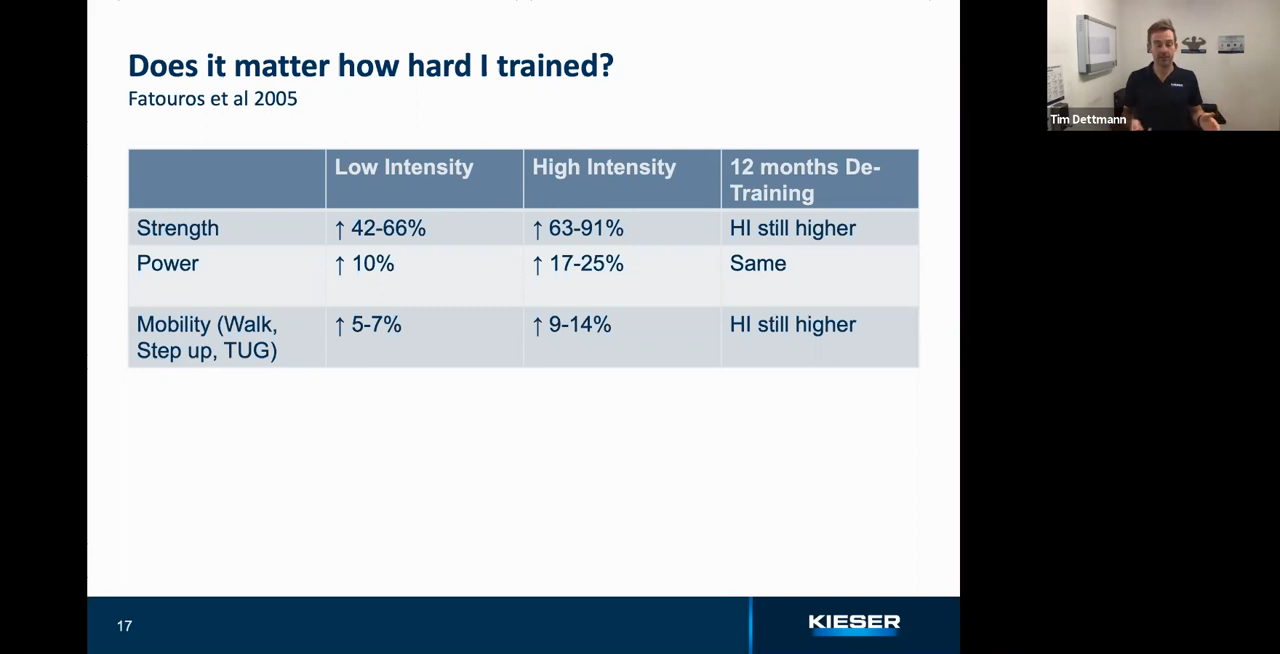 Does it matter how hard I trained?
Fatouros et al 2005
Low Intensity
High Intensity
12 months De-
Training
Strength
↑ 42-66%
↑ 63-91%
HI still higher
Power
↑ 10%
↑ 17-25%
Same
Mobility (Walk,
Step up, TUG)
↑ 5-7%
↑ 9-14%
HI still higher
17
KIESER
Tim Dettmann